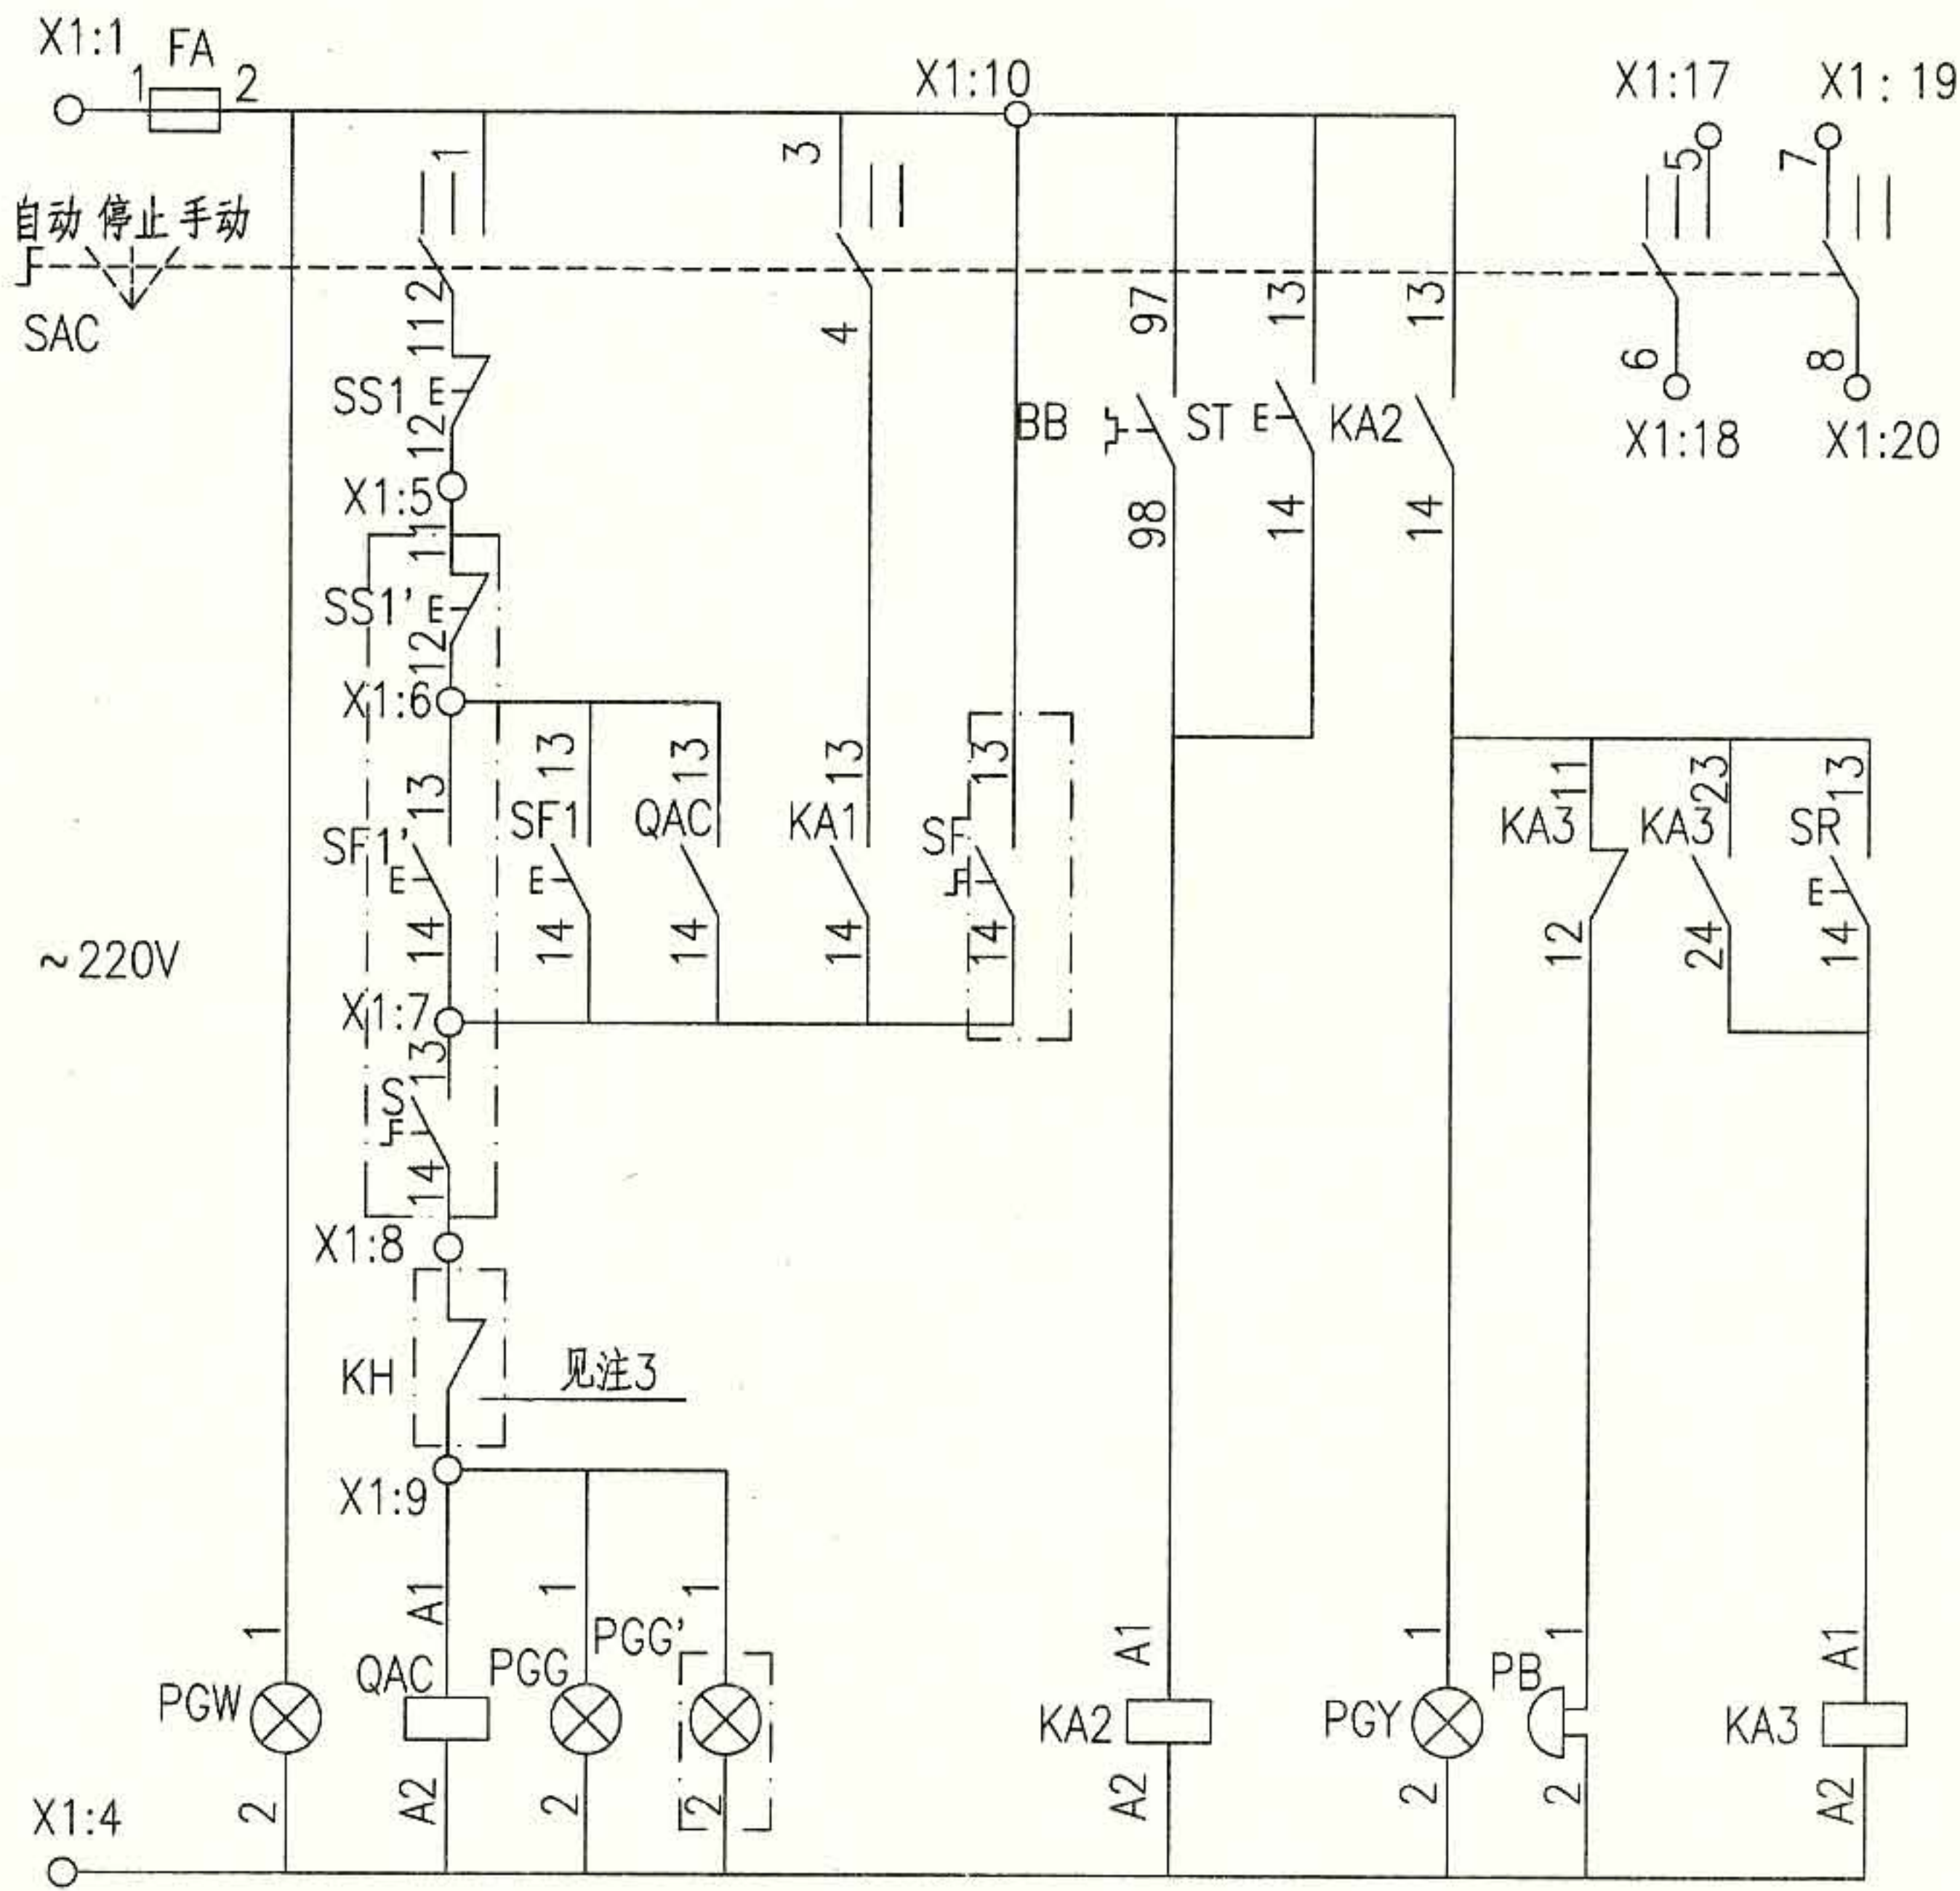 X1:1
FA
1
2
X1:10
X1:17
X1: 19
1
3
5
7
自动 停止 手动
SAC
2
4
97
13
13
6
8
X1:18
X1:20
11
SS1
12
BB
ST
KA2
X1:5
98
14
14
11
SS1'
12
X1:6
13
13
13
13
13
11
23
13
SF1'
SF1
QAC
KA1
SF
KA3
KA3
SR
14
14
14
14
14
12
24
14
~220V
X1:7
13
S
14
X1:8
KH
见注3
X1:9
1
A1
1
1
A1
1
1
A1
PGW
QAC
PGG
PGG'
KA2
PGY
PB
KA3
2
A2
2
2
A2
2
2
A2
X1:4